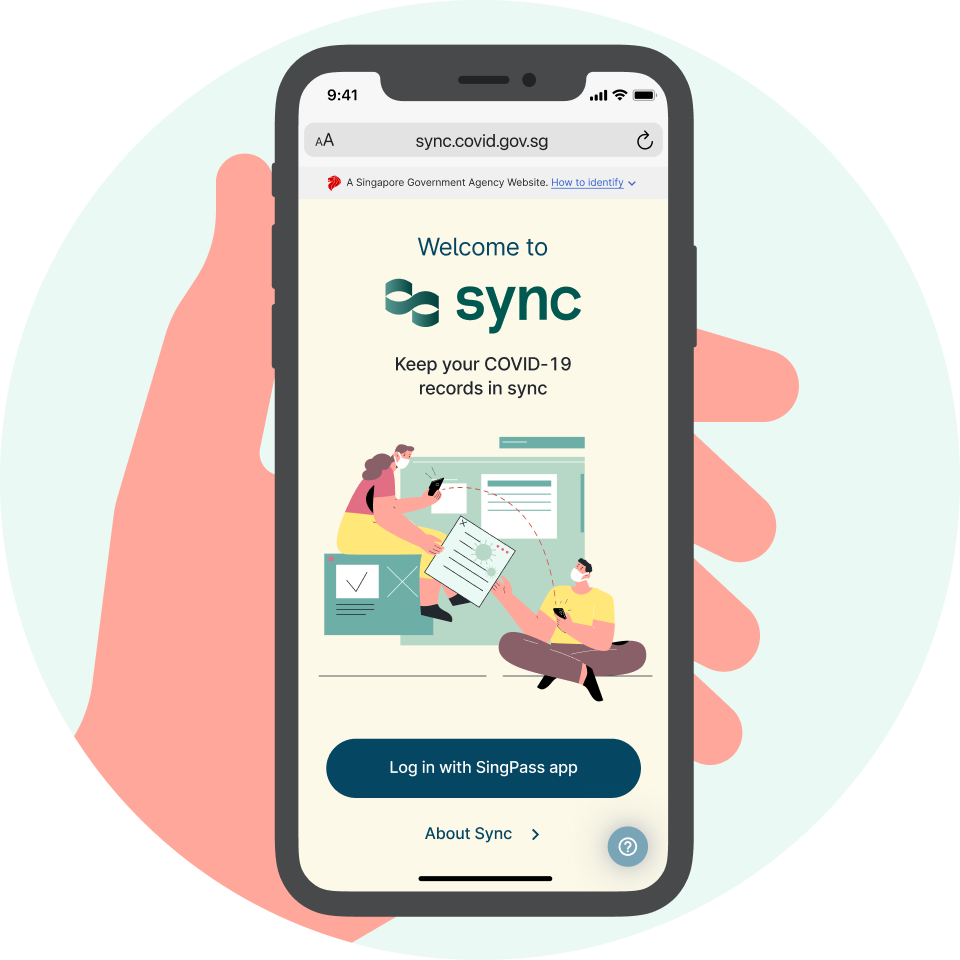 9:41
AA sync.covid.gov.sg
A Singapore Government Agency Website. How to identify
Welcome to
sync
Keep your COVID-19
records in sync
Log in with SingPass app
About Sync
?